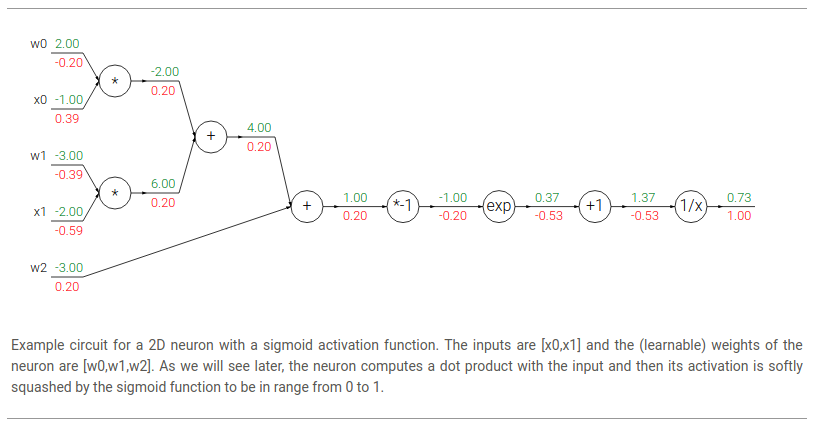 w0 2.00
-0.20
*
-2.00
0.20
x0 -1.00
0.39
+
4.00
0.20
w1 -3.00
-0.39
*
6.00
0.20
x1 -2.00
-0.59
+
1.00
0.20
*-1
-1.00
-0.20
exp
0.37
-0.53
+1
1.37
-0.53
1/x
0.73
1.00
w2 -3.00
0.20
Example circuit for a 2D neuron with a sigmoid activation function. The inputs are [x0,x1] and the (learnable) weights of the
neuron are [w0,w1,w2]. As we will see later, the neuron computes a dot product with the input and then its activation is softly
squashed by the sigmoid function to be in range from 0 to 1.